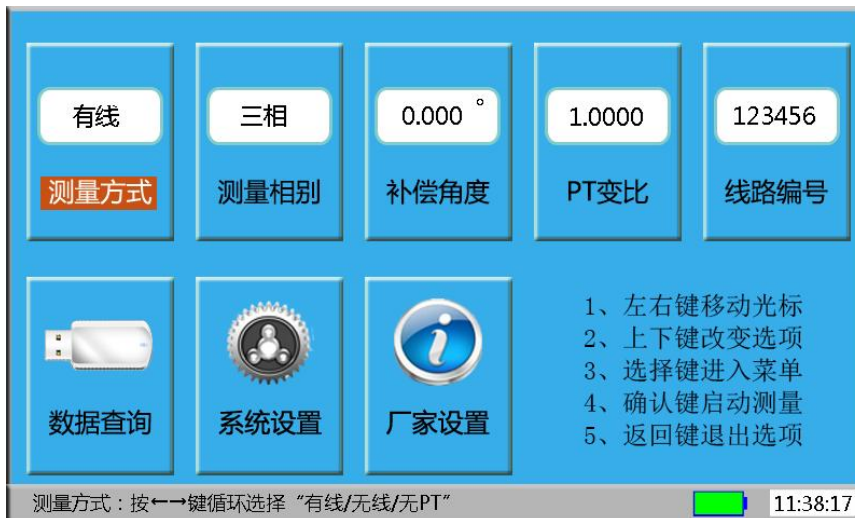 有线 三相 0.000 ° 1.0000 123456
测量方式 测量相别 补偿角度 PT变比 线路编号
1、左右键移动光标
2、上下键改变选项
3、选择键进入菜单
4、确认键启动测量
5、返回键退出选项
数据查询 系统设置 厂家设置
测量方式：按←→键循环选择“有线/无线/无PT” 11:38:17